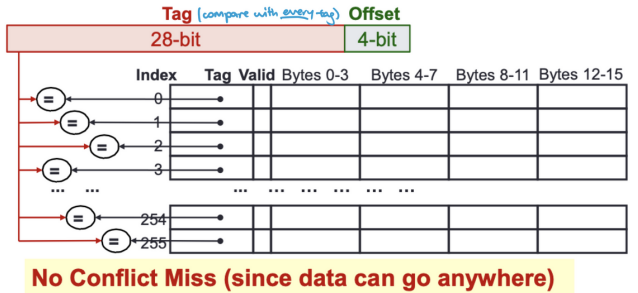 Tag (compare with every tag) Offset
28-bit 4-bit
Index Tag Valid Bytes 0-3 Bytes 4-7 Bytes 8-11 Bytes 12-15
= 0
= 1
= 2
= 3
... ... ... ... ... ... ... ...
= 254
= 255
No Conflict Miss (since data can go anywhere)